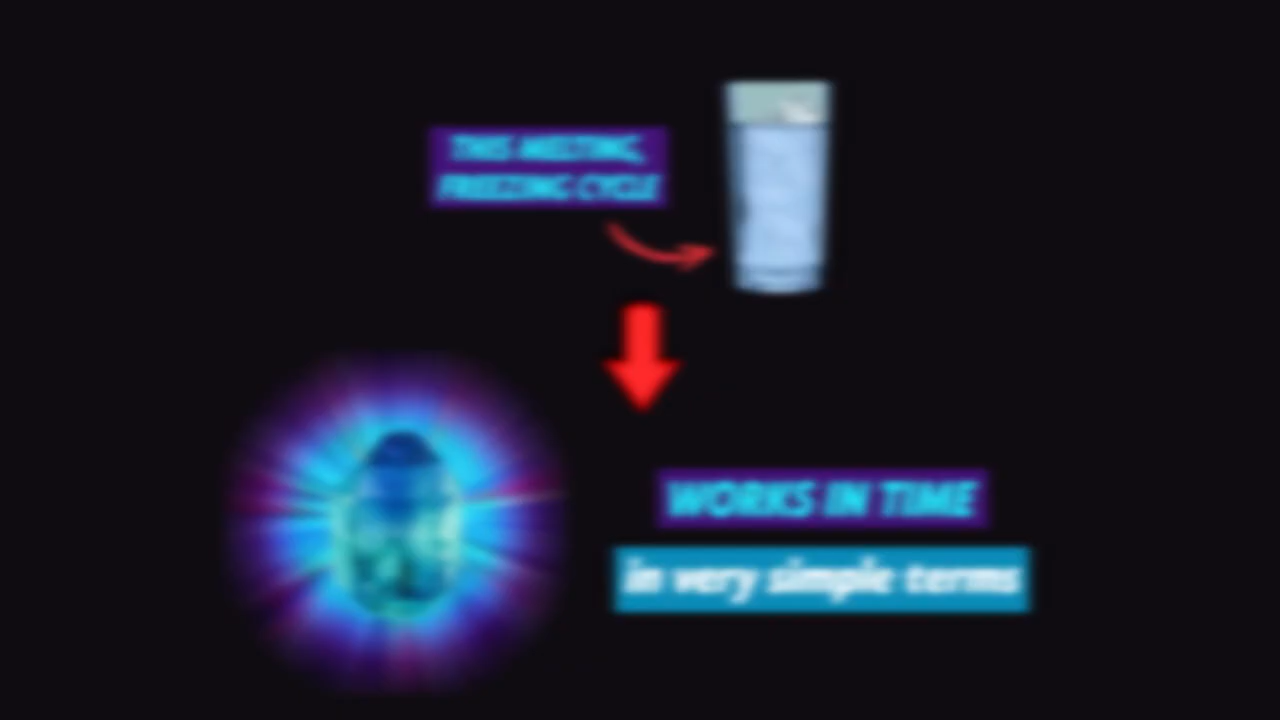 THIS MELTING,
FREEZING CYCLE
WORKS IN TIME
in very simple terms